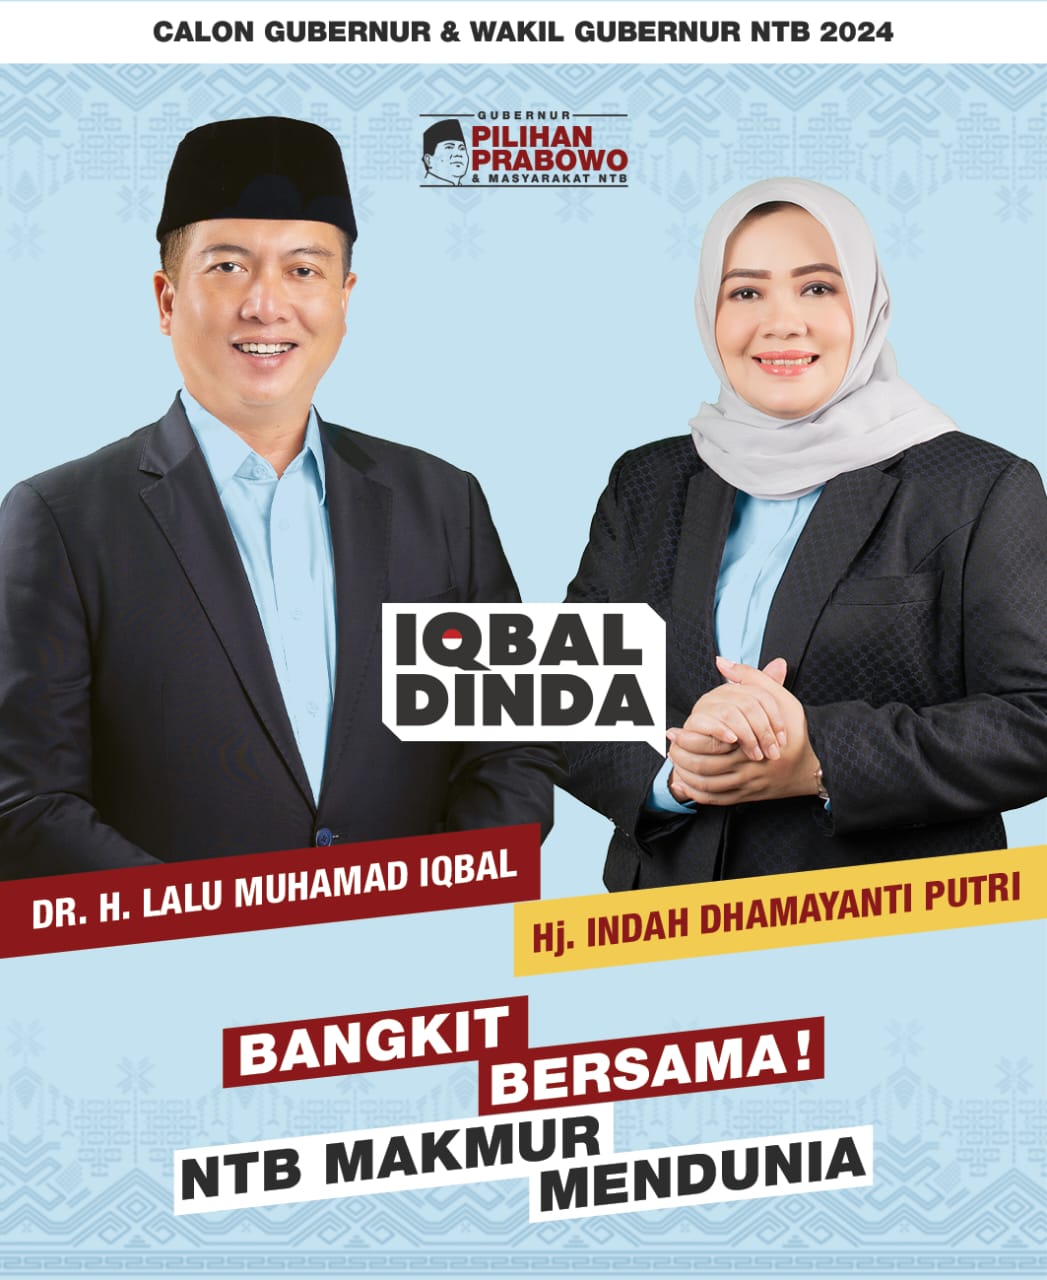 CALON GUBERNUR & WAKIL GUBERNUR NTB 2024
GUBERNUR
PILIHAN
PRABOWO
& MASYARAKAT NTB
IQBAL
DINDA
DR. H. LALU MUHAMAD IQBAL
Hj. INDAH DHAMAYANTI PUTRI
BANGKIT
BERSAMA!
NTB MAKMUR
MENDUNIA